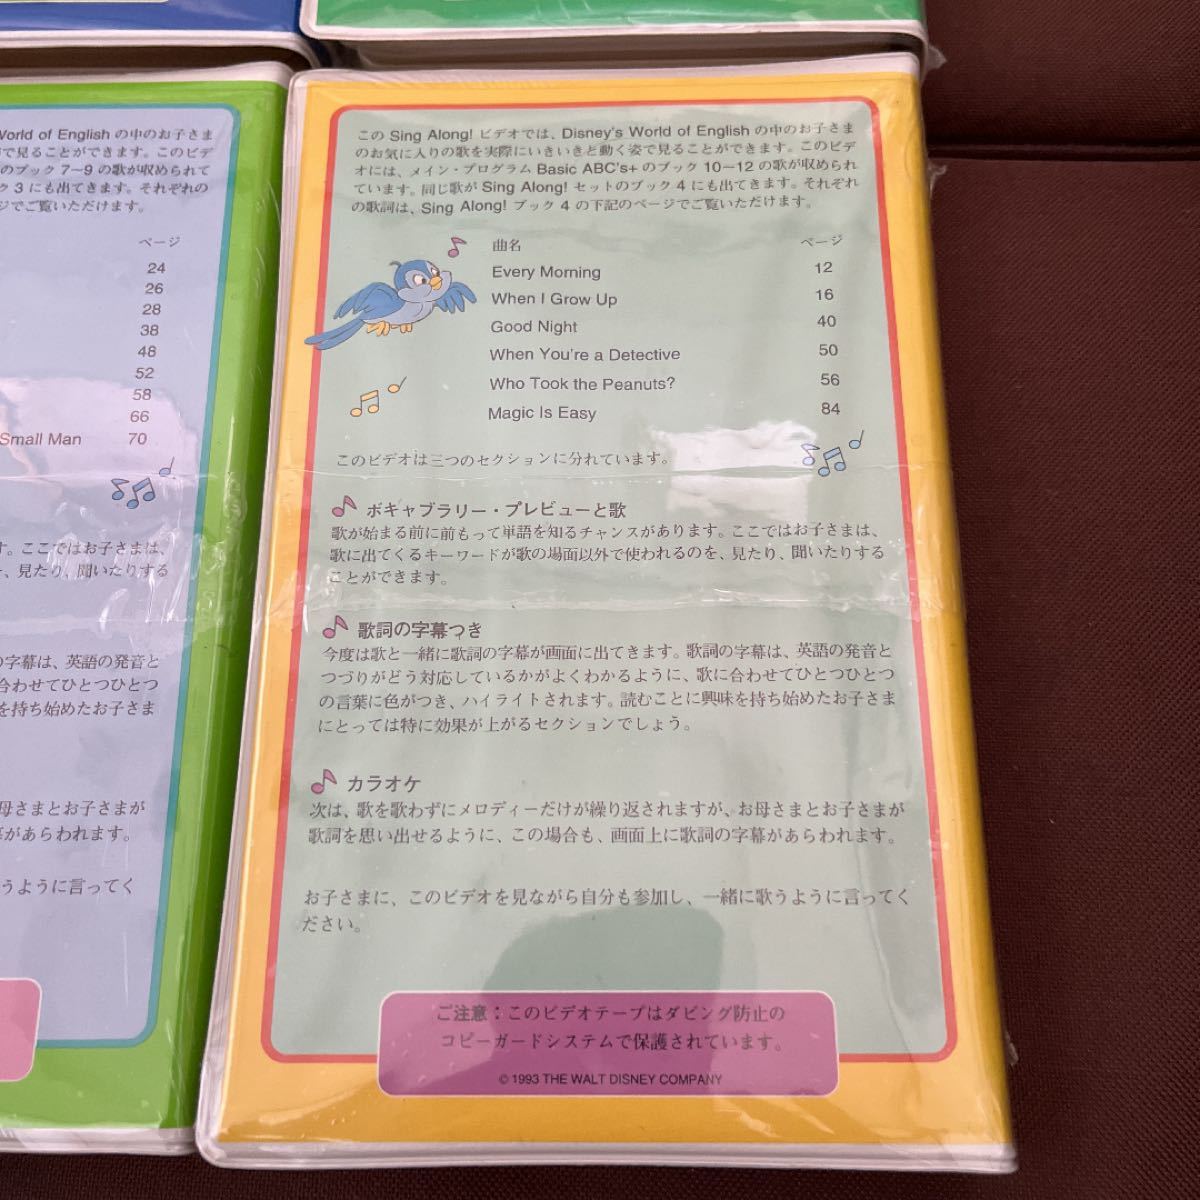 World of English の中のお子さま
で見ることができます。このビデ
のブック 7－9 の歌が収められて
ク 3 にも出てきます。それぞれの
ジでご覧いただけます。
ページ
24
26
28
38
48
52
58
66
Small Man 70
す。ここではお子さまは、
、見たり、聞いたりする
の字幕は、英語の発音と
合わせてひとつひとつ
を持ち始めたお子さま
母さまとお子さまが
幕があらわれます。
うように言ってく
この Sing Along! ビデオでは、Disney's World of English の中のお子さま
のお気に入りの歌を実際にいきいきと動く姿で見ることができます。このビデ
オには、メイン・プログラム Basic ABC's+ のブック 10－12 の歌が収められ
ています。同じ歌が Sing Along! セットのブック 4 にも出てきます。それぞれ
の歌詞は、Sing Along! ブック 4 の下記のページでご覧いただけます。
曲名 ページ
Every Morning 12
When I Grow Up 16
Good Night 40
When You're a Detective 50
Who Took the Peanuts? 56
Magic Is Easy 84
このビデオは三つのセクションに分れています。
ボキャブラリー・プレビューと歌
歌が始まる前に前もって単語を知るチャンスがあります。ここではお子さまは、
歌に出てくるキーワードが歌の場面以外で使われるのを、見たり、聞いたりする
ことができます。
歌詞の字幕つき
今度は歌と一緒に歌詞の字幕が画面に出てきます。歌詞の字幕は、英語の発音と
つづりがどう対応しているかがよくわかるように、歌に合わせてひとつひとつ
の言葉に色がつき、ハイライトされます。読むことに興味を持ち始めたお子さま
にとっては特に効果が上がるセクションでしょう。
カラオケ
次は、歌を歌わずにメロディーだけが繰り返されますが、お母さまとお子さまが
歌詞を思い出せるように、この場合も、画面上に歌詞の字幕があらわれます。
お子さまに、このビデオを見ながら自分も参加し、一緒に歌うように言ってく
ださい。
ご注意：このビデオテープはダビング防止の
コピーガードシステムで保護されています。
© 1993 THE WALT DISNEY COMPANY